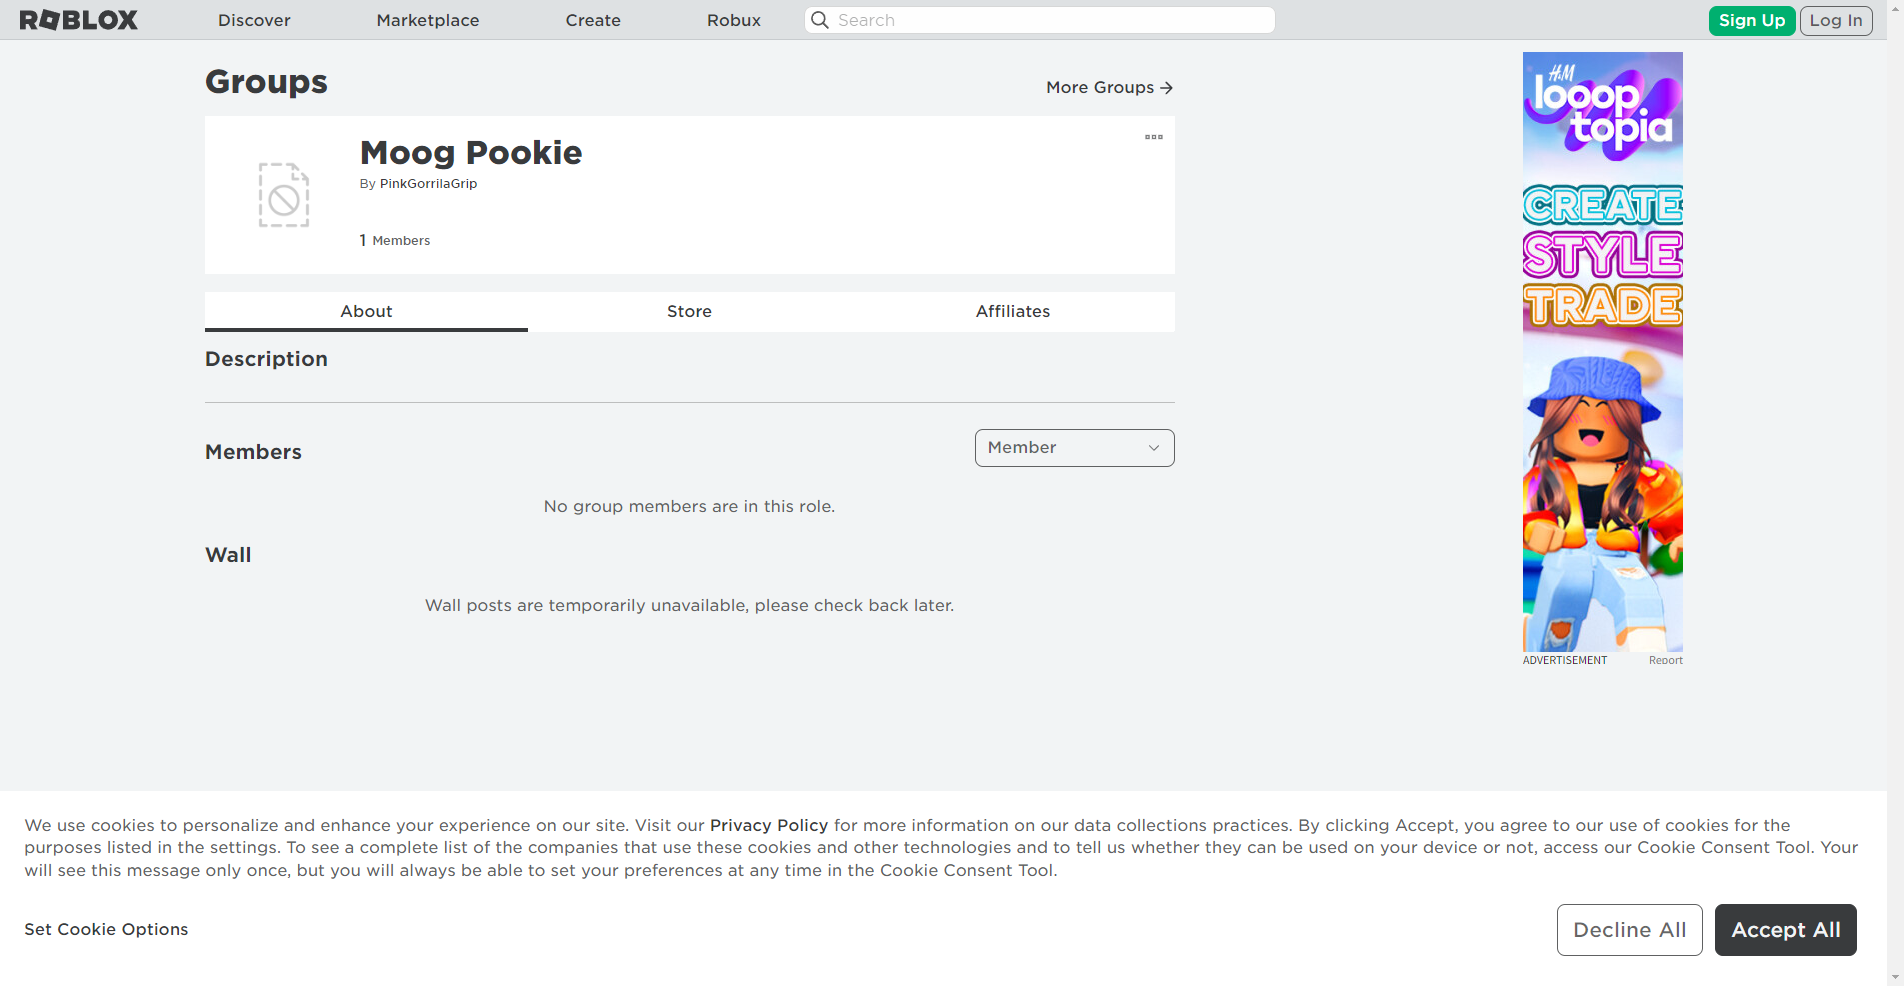 ROBLOX
Discover
Marketplace
Create
Robux
Search
Sign Up
Log In
Groups
More Groups
Moog Pookie
By PinkGorrilaGrip
1 Members
About
Store
Affiliates
Description
Members
Member
No group members are in this role.
Wall
Wall posts are temporarily unavailable, please check back later.
H&M
looop
topia
CREATE
STYLE
TRADE
ADVERTISEMENT
Report
We use cookies to personalize and enhance your experience on our site. Visit our Privacy Policy for more information on our data collections practices. By clicking Accept, you agree to our use of cookies for the
purposes listed in the settings. To see a complete list of the companies that use these cookies and other technologies and to tell us whether they can be used on your device or not, access our Cookie Consent Tool. Your
will see this message only once, but you will always be able to set your preferences at any time in the Cookie Consent Tool.
Set Cookie Options
Decline All
Accept All